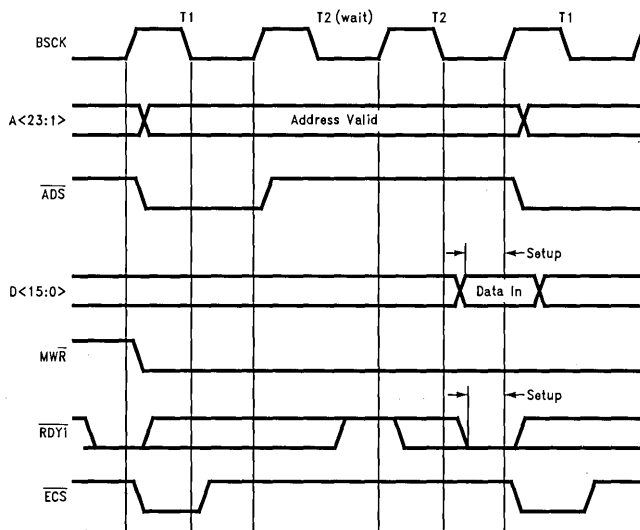 T1 T2 (wait) T2 T1
BSCK
A<23:1> Address Valid
ADS
Setup
D<15:0> Data In
MWR
Setup
RDYi
ECS